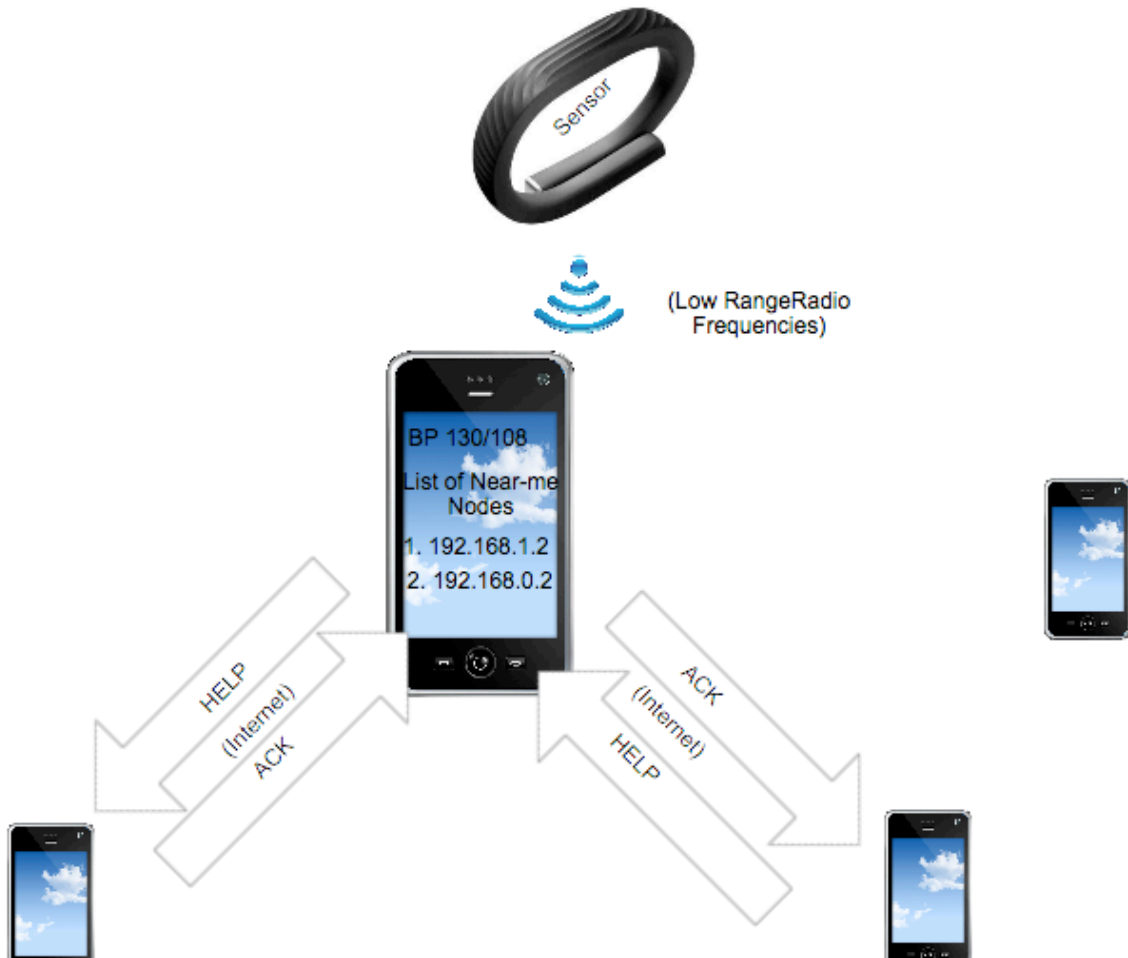 Sensor
(Low RangeRadio
Frequencies)
BP 130/108
List of Near-me
Nodes
1. 192.168.1.2
2. 192.168.0.2
HELP
(Internet)
ACK
ACK
(Internet)
HELP